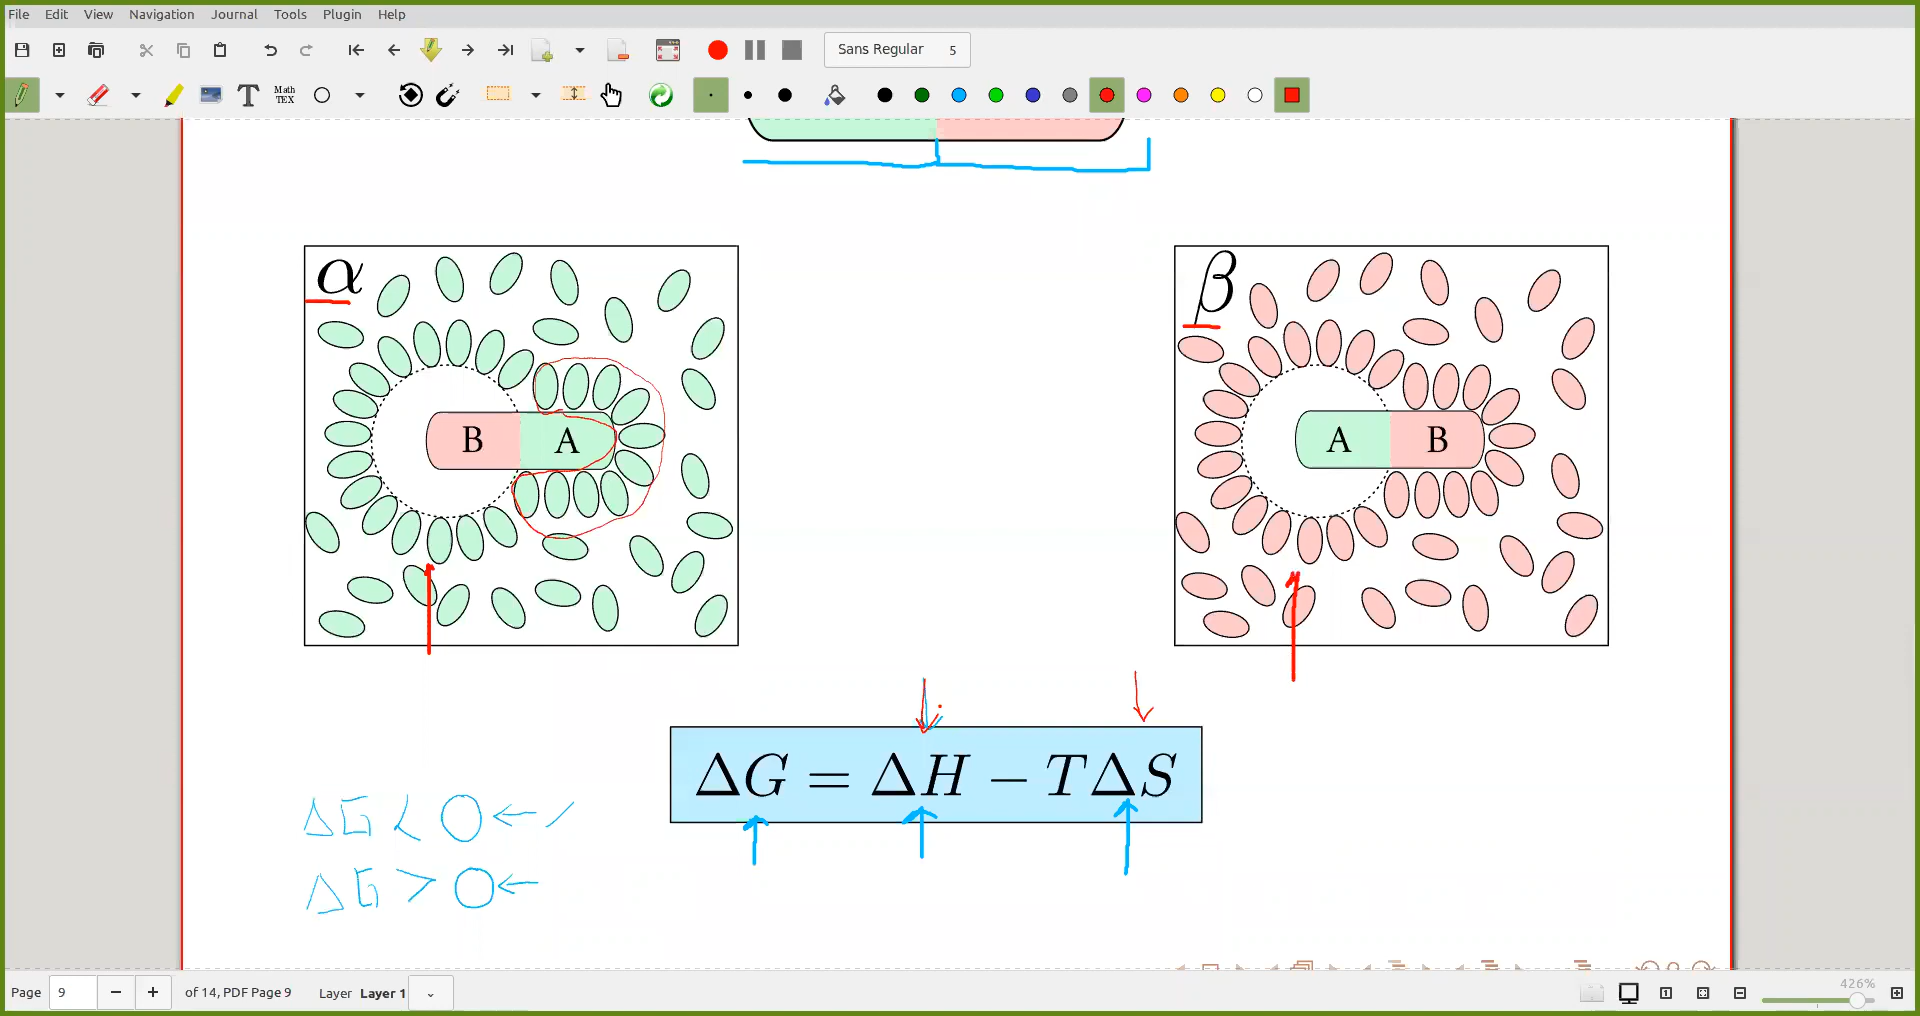 File Edit View Navigation Journal Tools Plugin Help
Sans Regular 5
T Math TEX
α
β
B A
A B
ΔG = ΔH − TΔS
ΔG < 0 ←
ΔG > 0 ←
426%
Page 9 − + of 14, PDF Page 9 Layer Layer 1